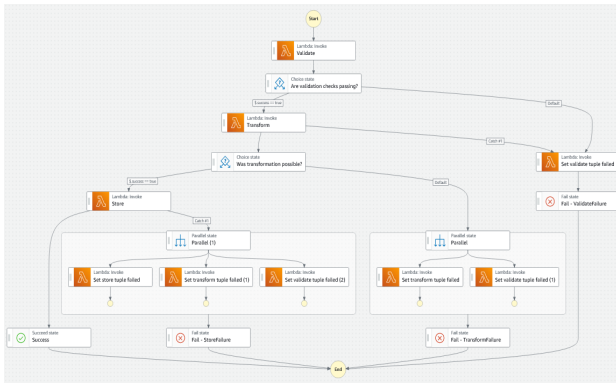 Start
Lambda: Invoke
Validate
Choice state
Are validation checks passing?
$.success == true
Default
Lambda: Invoke
Transform
Catch #1
Lambda: Invoke
Set validate tuple failed
Choice state
Was transformation possible?
$.success == true
Default
Lambda: Invoke
Store
Fail state
Fail - ValidateFailure
Catch #1
Parallel state
Parallel (1)
Parallel state
Parallel
Lambda: Invoke
Set store tuple failed
Lambda: Invoke
Set transform tuple failed (1)
Lambda: Invoke
Set validate tuple failed (2)
Lambda: Invoke
Set transform tuple failed
Lambda: Invoke
Set validate tuple failed (1)
Succeed state
Success
Fail state
Fail - StoreFailure
Fail state
Fail - TransformFailure
End